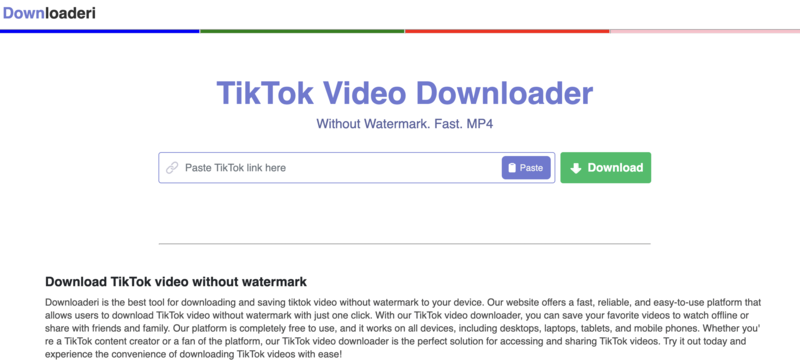 Downloaderi
TikTok Video Downloader
Without Watermark. Fast. MP4
Paste TikTok link here
Paste
Download
Download TikTok video without watermark
Downloaderi is the best tool for downloading and saving tiktok video without watermark to your device. Our website offers a fast, reliable, and easy-to-use platform that
allows users to download TikTok video without watermark with just one click. With our TikTok video downloader, you can save your favorite videos to watch offline or
share with friends and family. Our platform is completely free to use, and it works on all devices, including desktops, laptops, tablets, and mobile phones. Whether you'
re a TikTok content creator or a fan of the platform, our TikTok video downloader is the perfect solution for accessing and sharing TikTok videos. Try it out today and
experience the convenience of downloading TikTok videos with ease!